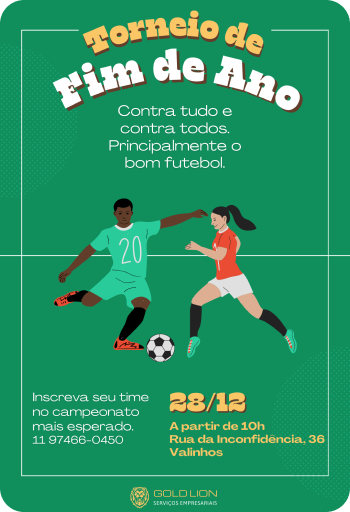 Torneio de
Fim de Ano
Contra tudo e
contra todos.
Principalmente o
bom futebol.
20
Inscreva seu time
no campeonato
mais esperado.
11 97466-0450
28/12
A partir de 10h
Rua da Inconfidência, 36
Valinhos
GOLD LION
SERVIÇOS EMPRESARIAIS